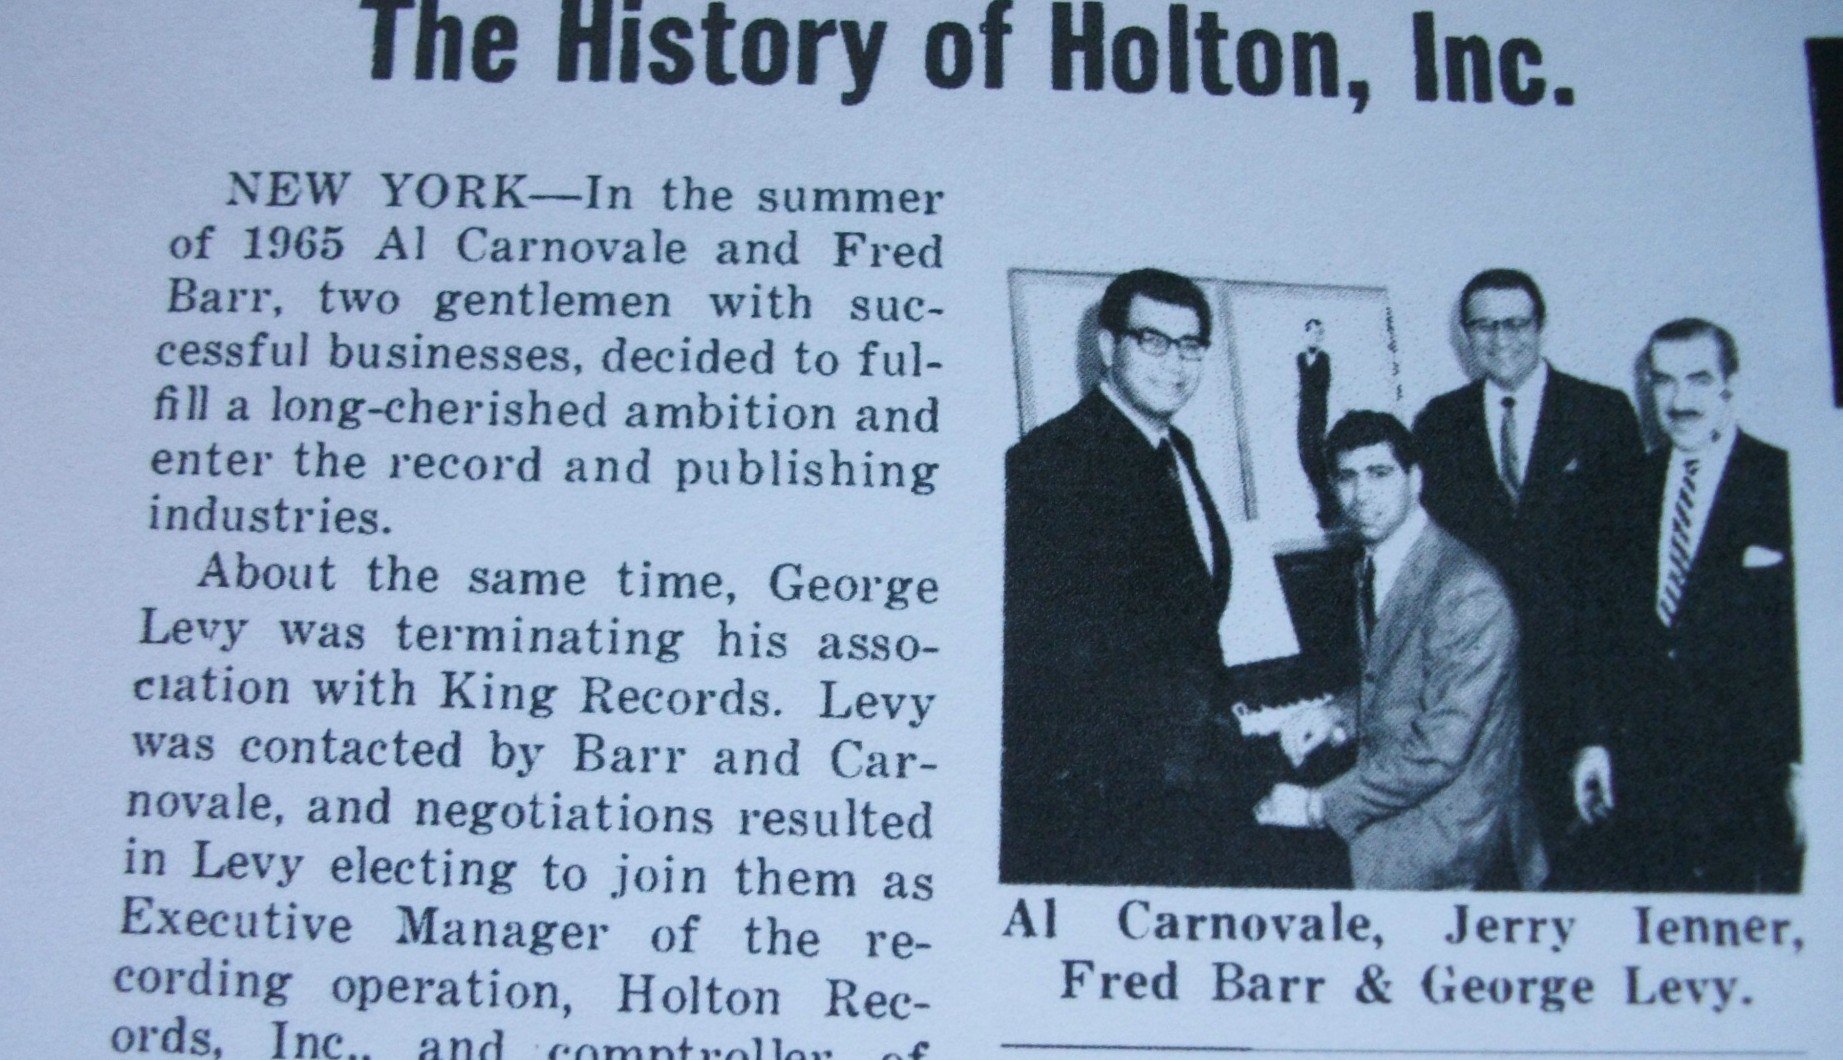 The History of Holton, Inc.
NEW YORK—In the summer
of 1965 Al Carnovale and Fred
Barr, two gentlemen with suc-
cessful businesses, decided to ful-
fill a long-cherished ambition and
enter the record and publishing
industries.
About the same time, George
Levy was terminating his asso-
ciation with King Records. Levy
was contacted by Barr and Car-
novale, and negotiations resulted
in Levy electing to join them as
Executive Manager of the re-
cording operation, Holton Rec-
ords, Inc., and comptroller of
Al Carnovale, Jerry Ienner,
Fred Barr & George Levy.